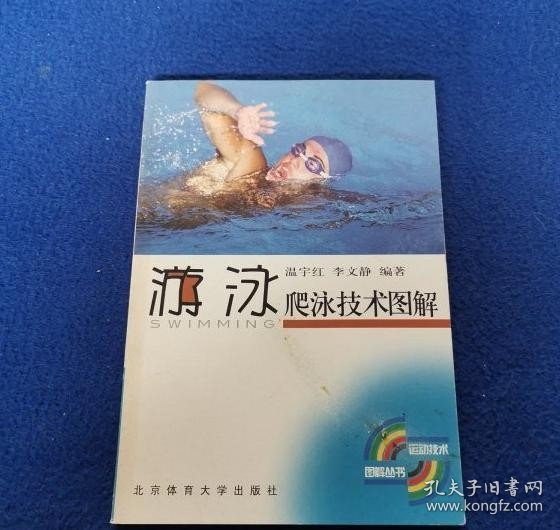 游泳
SWIMMING
温宇红 李文静 编著
爬泳技术图解
运动技术
图解丛书
北京体育大学出版社
孔夫子旧书网
www.kongfz.com